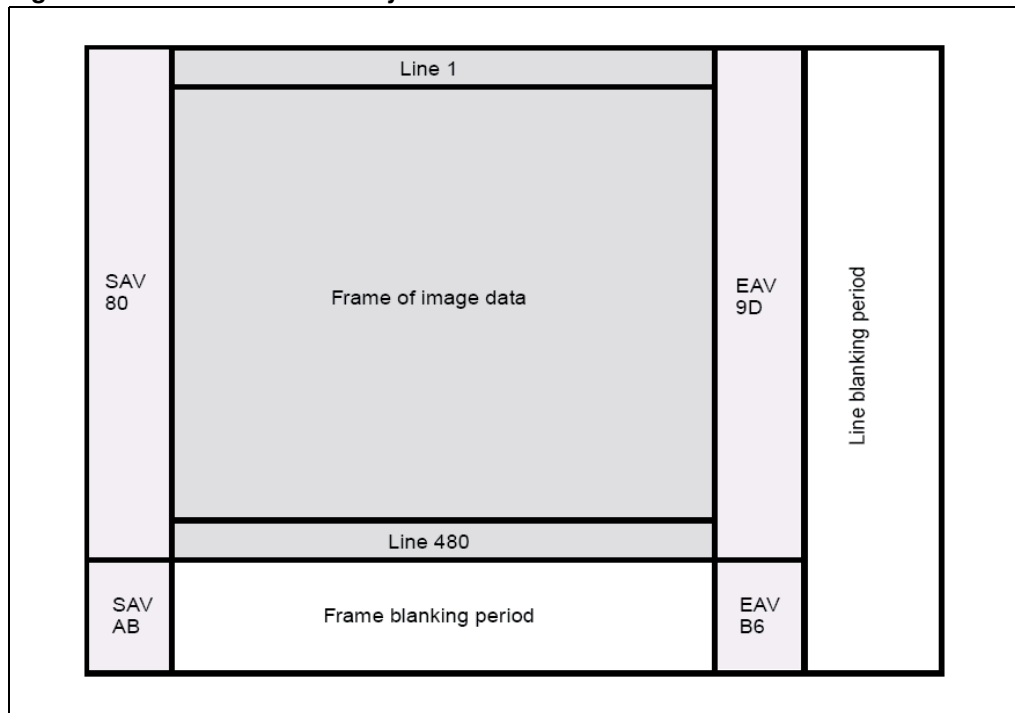 Line 1
SAV
80
Frame of image data
EAV
9D
Line blanking period
Line 480
SAV
AB
Frame blanking period
EAV
B6